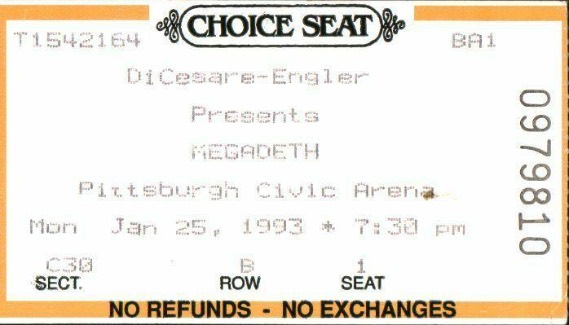 CHOICE SEAT
T1542164 BA1
DiCesare-Engler
Presents
MEGADETH
Pittsburgh Civic Arena
Mon Jan 25, 1993 * 7:30 pm
C30 B 1
SECT. ROW SEAT
NO REFUNDS - NO EXCHANGES
0979810